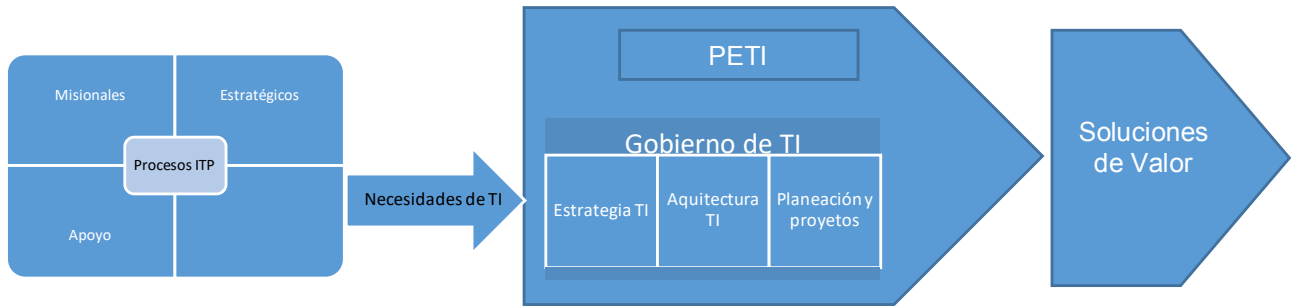 Misionales
Estratégicos
Procesos ITP
Apoyo
Necesidades de TI
PETI
Gobierno de TI
Estrategia TI
Aquitectura
TI
Planeación y
proyetos
Soluciones
de Valor